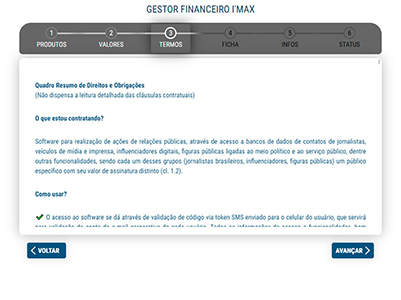 GESTOR FINANCEIRO I'MAX
1 2 3 4 5 6
PRODUTOS VALORES TERMOS FICHA INFOS STATUS
Quadro Resumo de Direitos e Obrigações
(Não dispensa a leitura detalhada das cláusulas contratuais)
O que estou contratando?
Software para realização de ações de relações públicas, através de acesso a bancos de dados de contatos de jornalistas,
veículos de mídia e imprensa, influenciadores digitais, figuras públicas ligadas ao meio político e ao serviço público, dentre
outras funcionalidades, sendo cada um desses grupos (jornalistas brasileiros, influenciadores, figuras públicas) um público
específico com seu valor de assinatura distinto (cl. 1.2).
Como usar?
O acesso ao software se dá através de validação de código via token SMS enviado para o celular do usuário, que servirá
VOLTAR AVANÇAR